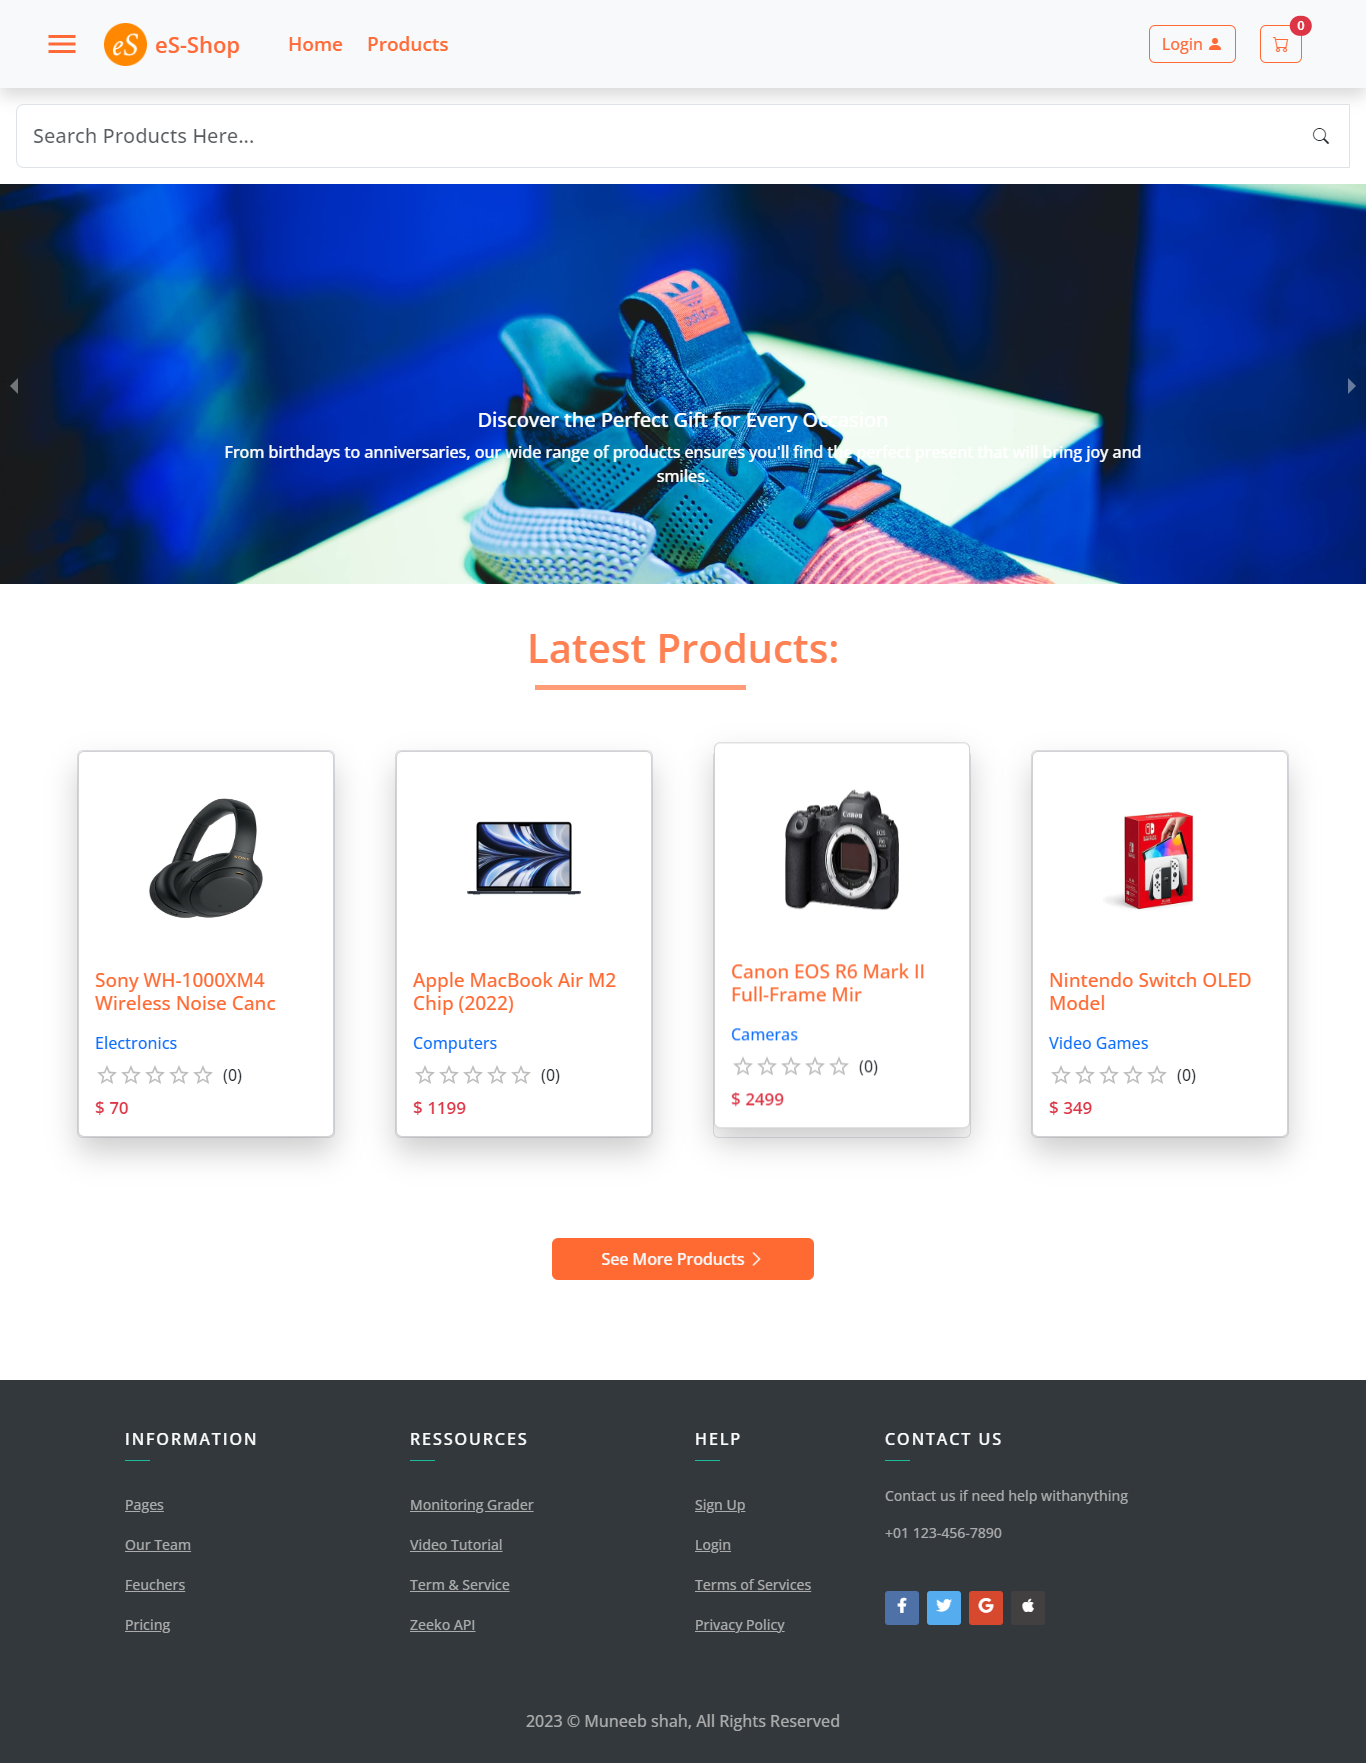 eS eS-Shop Home Products Login 0
Search Products Here...
adidas
Discover the Perfect Gift for Every Occasion
From birthdays to anniversaries, our wide range of products ensures you'll find the perfect present that will bring joy and
smiles.
Latest Products:
SONY
Sony WH-1000XM4
Wireless Noise Canc
Electronics
(0)
$ 70
Apple MacBook Air M2
Chip (2022)
Computers
(0)
$ 1199
Canon
EOS
R6
Canon EOS R6 Mark II
Full-Frame Mir
Cameras
(0)
$ 2499
Nintendo Switch OLED
Model
Video Games
(0)
$ 349
See More Products
INFORMATION
Pages
Our Team
Feuchers
Pricing
RESSOURCES
Monitoring Grader
Video Tutorial
Term & Service
Zeeko API
HELP
Sign Up
Login
Terms of Services
Privacy Policy
CONTACT US
Contact us if need help withanything
+01 123-456-7890
2023 © Muneeb shah, All Rights Reserved